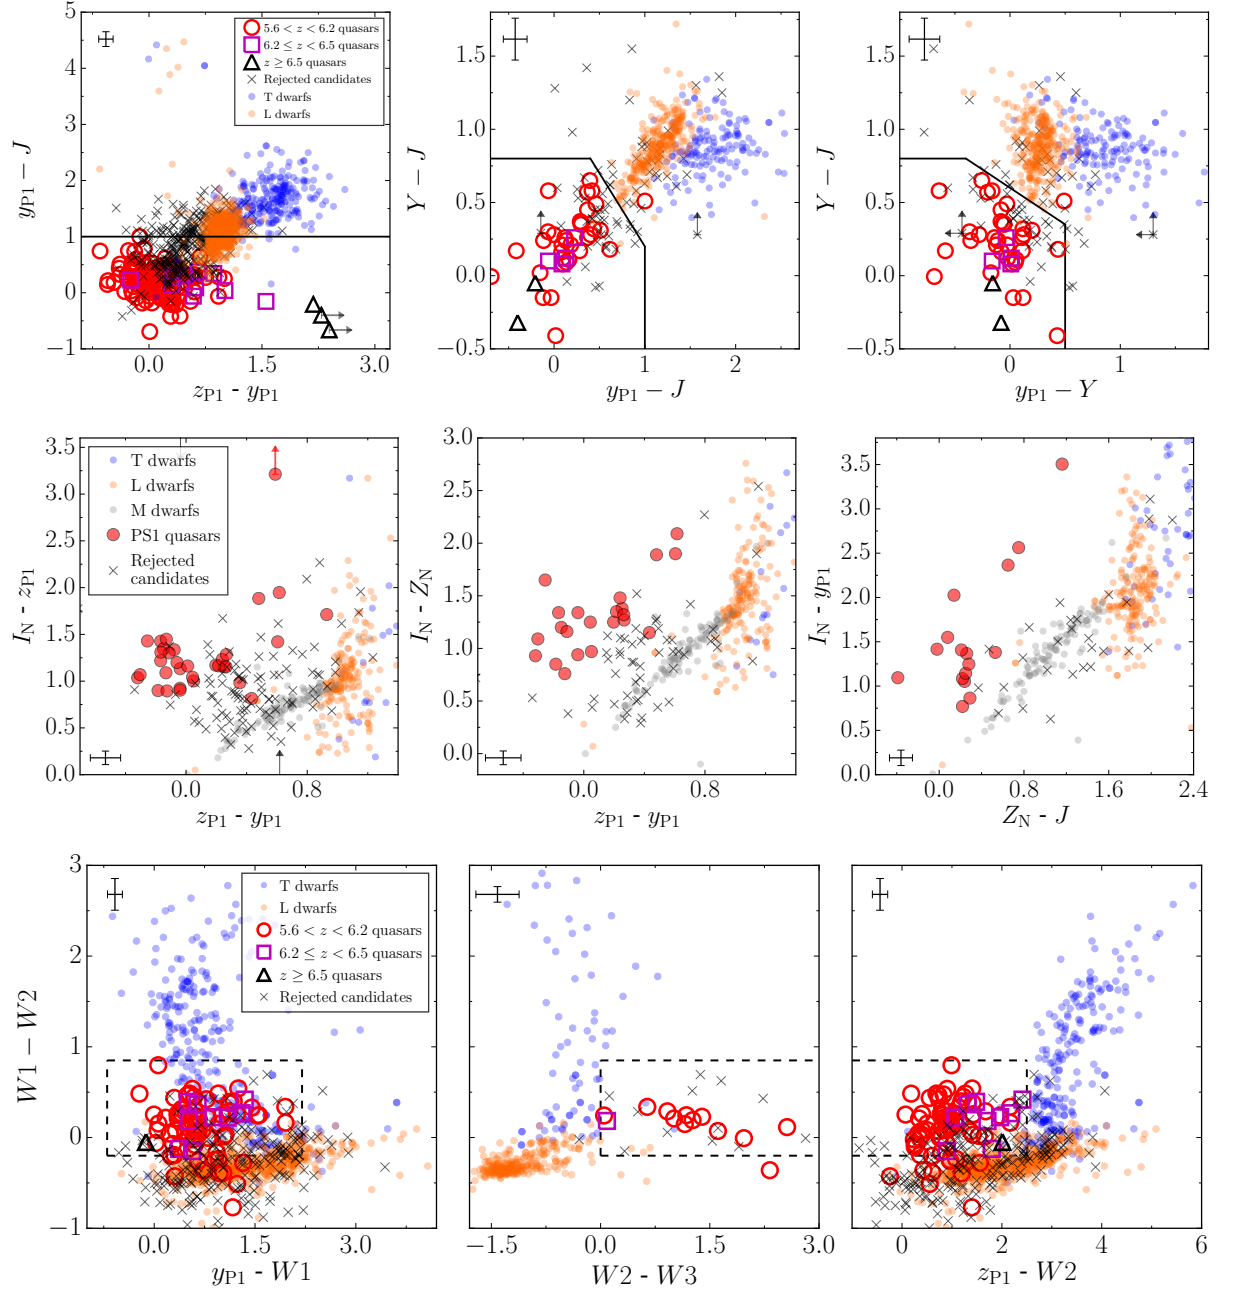 5
4
3
2
1
0
−1
0.0
1.5
3.0
y_P1 − J
z_P1 - y_P1
5.6 < z < 6.2 quasars
6.2 ≤ z < 6.5 quasars
z ≥ 6.5 quasars
Rejected candidates
T dwarfs
L dwarfs
1.5
1.0
0.5
0.0
−0.5
0
1
2
Y − J
y_P1 − J
1.5
1.0
0.5
0.0
−0.5
0
1
Y − J
y_P1 − Y
3.5
3.0
2.5
2.0
1.5
1.0
0.5
0.0
0.0
0.8
I_N - z_P1
z_P1 - y_P1
T dwarfs
L dwarfs
M dwarfs
PS1 quasars
Rejected
candidates
3.0
2.5
2.0
1.5
1.0
0.5
0.0
0.0
0.8
I_N - Z_N
z_P1 - y_P1
3.5
3.0
2.5
2.0
1.5
1.0
0.5
0.0
0.0
0.8
1.6
2.4
I_N - y_P1
Z_N - J
3
2
1
0
−1
0.0
1.5
3.0
W1 − W2
y_P1 - W1
T dwarfs
L dwarfs
5.6 < z < 6.2 quasars
6.2 ≤ z < 6.5 quasars
z ≥ 6.5 quasars
Rejected candidates
−1.5
0.0
1.5
3.0
W2 - W3
0
2
4
6
z_P1 - W2